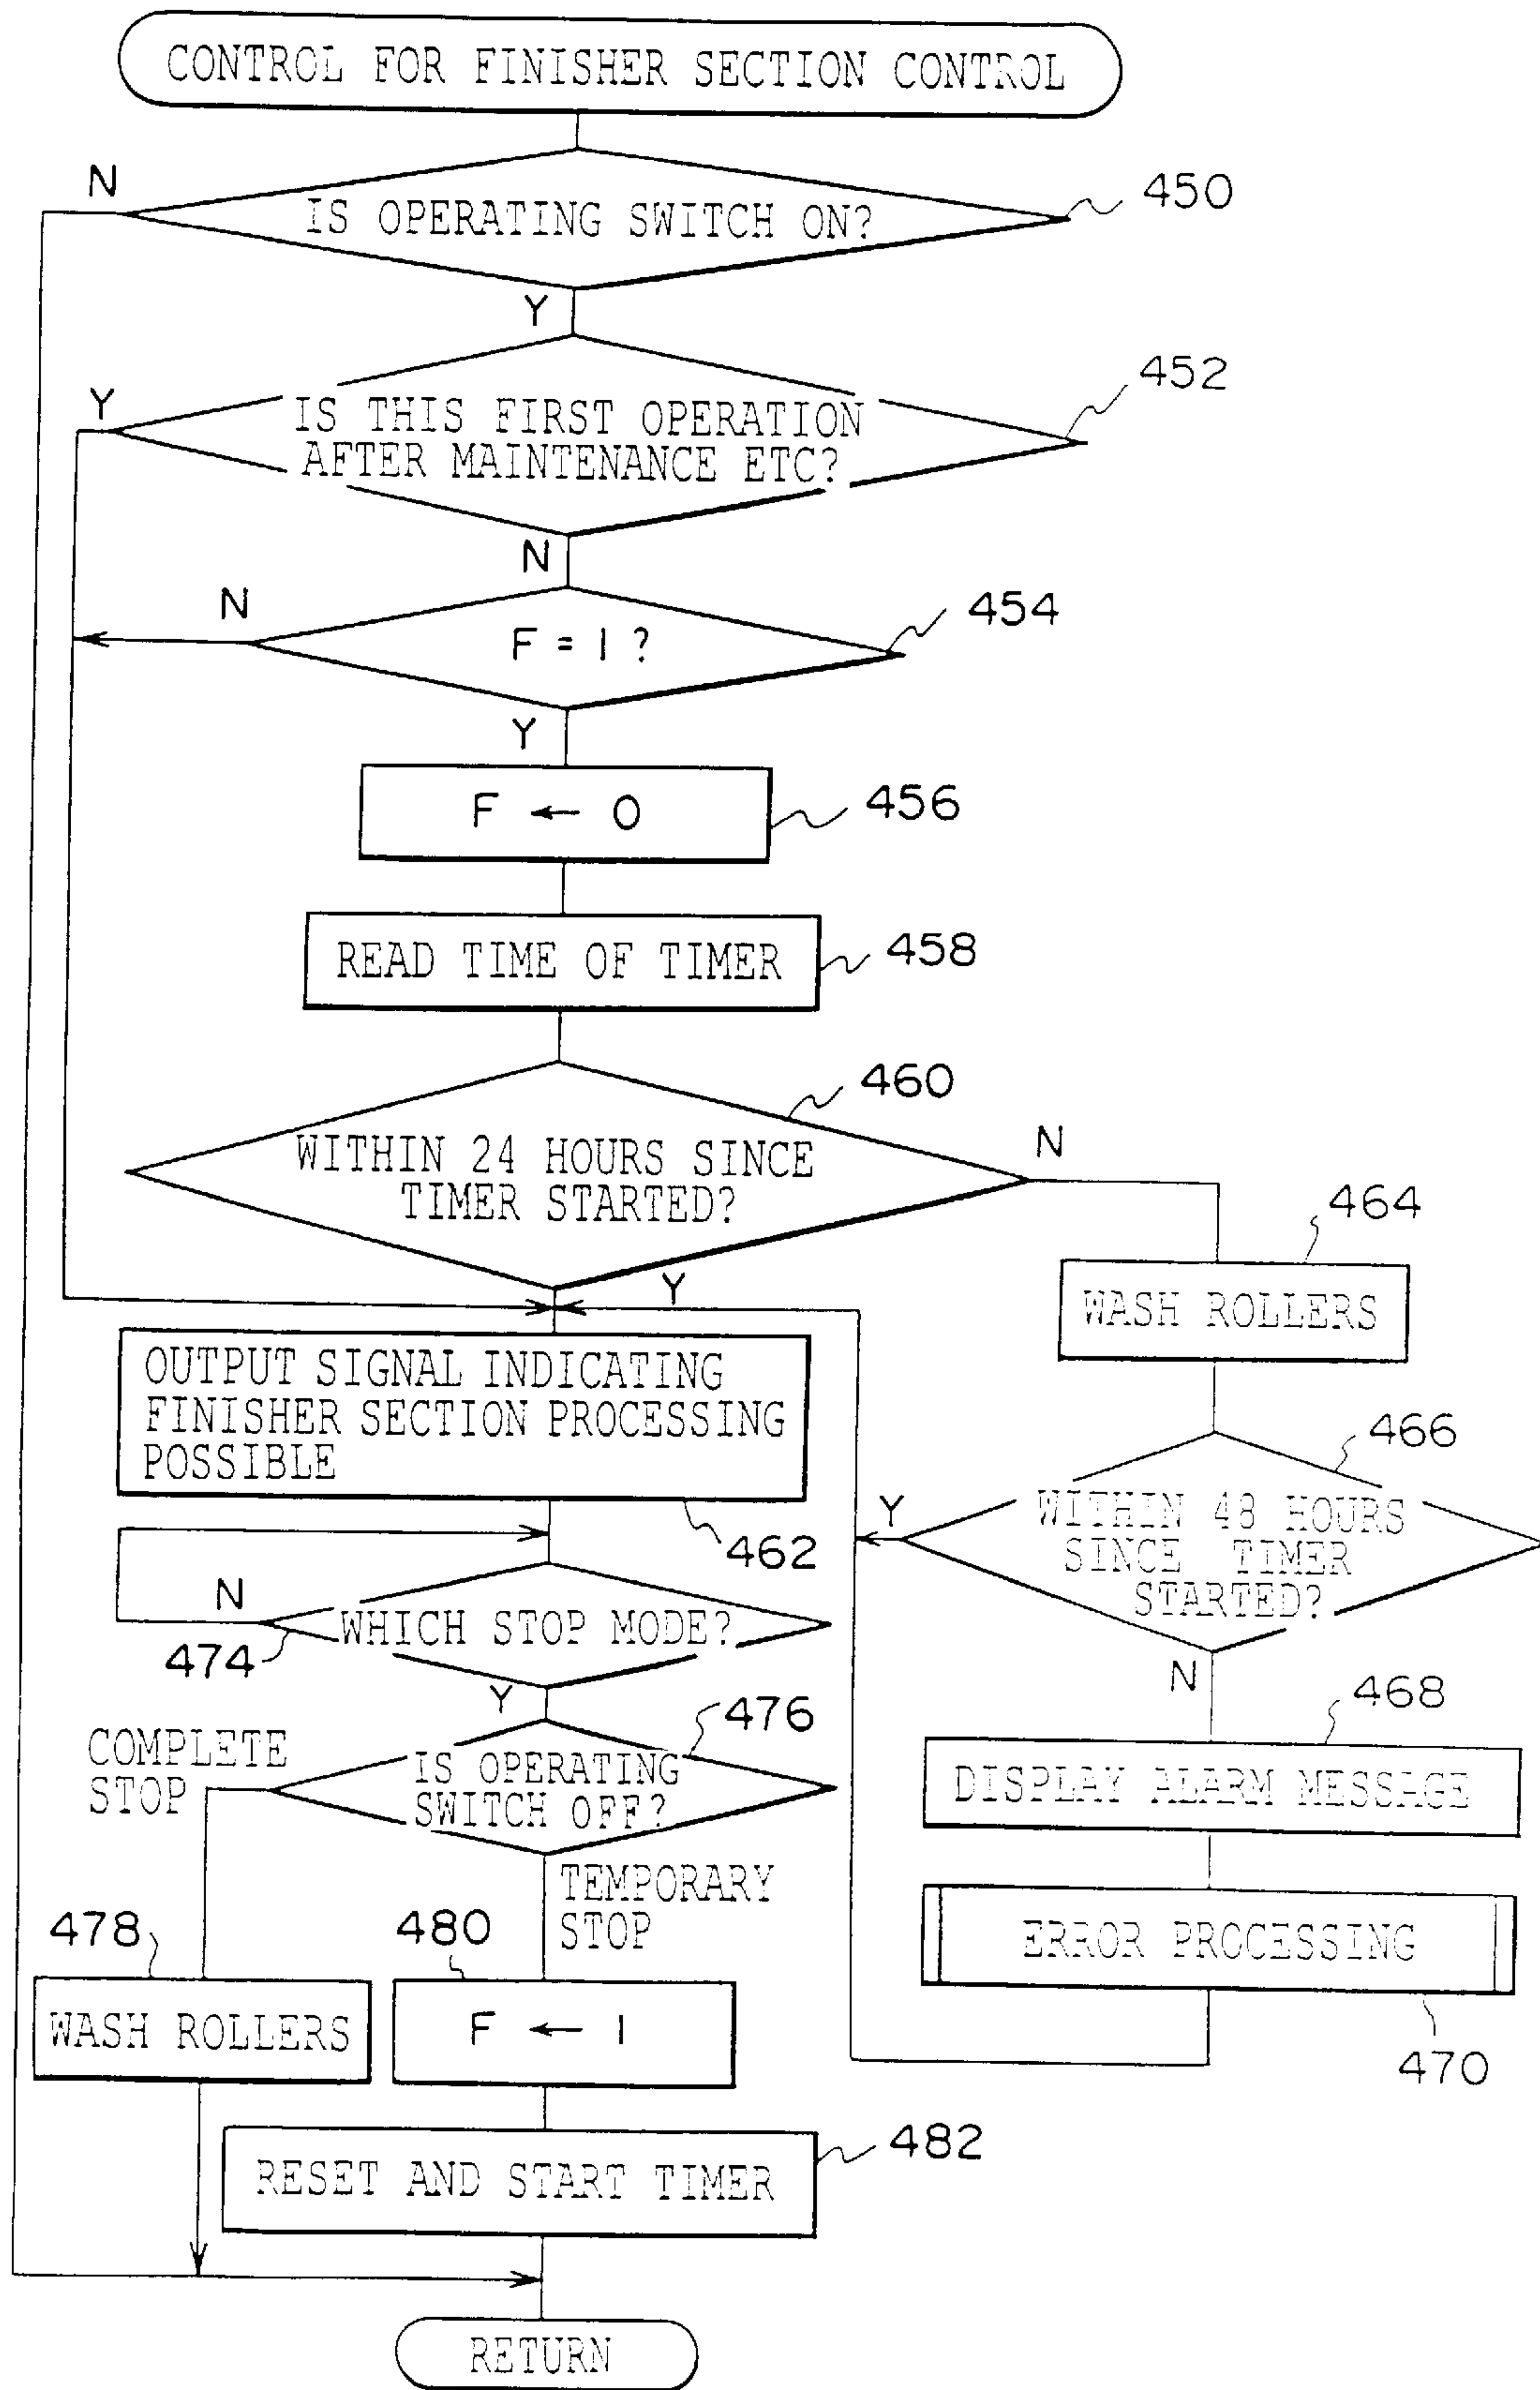 CONTROL FOR FINISHER SECTION CONTROL
N
IS OPERATING SWITCH ON?
450
Y
452
Y
IS THIS FIRST OPERATION
AFTER MAINTENANCE ETC?
N
N
454
F = 1 ?
Y
F ← 0
456
READ TIME OF TIMER
458
460
WITHIN 24 HOURS SINCE
TIMER STARTED?
N
464
Y
WASH ROLLERS
OUTPUT SIGNAL INDICATING
FINISHER SECTION PROCESSING
POSSIBLE
462
466
Y
WITHIN 48 HOURS
SINCE TIMER
STARTED?
N
N
WHICH STOP MODE?
474
Y
476
468
COMPLETE
STOP
IS OPERATING
SWITCH OFF?
DISPLAY ALARM MESSAGE
TEMPORARY
STOP
478
480
ERROR PROCESSING
470
WASH ROLLERS
F ← 1
482
RESET AND START TIMER
RETURN